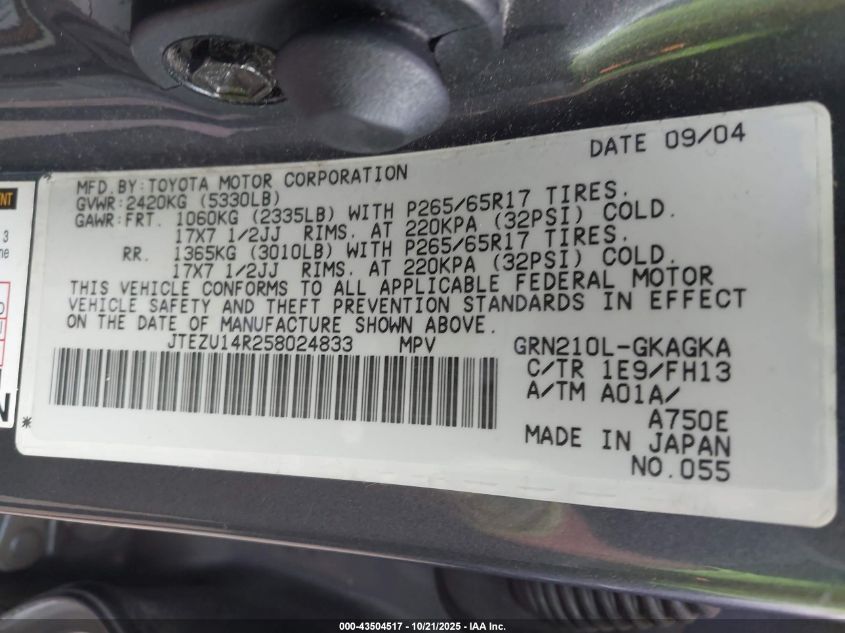 DATE 09/04
MFD.BY:TOYOTA MOTOR CORPORATION
GVWR:2420KG (5330LB)
GAWR:FRT. 1060KG (2335LB) WITH P265/65R17 TIRES.
17X7 1/2JJ RIMS. AT 220KPA (32PSI) COLD.
RR. 1365KG (3010LB) WITH P265/65R17 TIRES.
17X7 1/2JJ RIMS. AT 220KPA (32PSI) COLD.
THIS VEHICLE CONFORMS TO ALL APPLICABLE FEDERAL MOTOR
VEHICLE SAFETY AND THEFT PREVENTION STANDARDS IN EFFECT
ON THE DATE OF MANUFACTURE SHOWN ABOVE.
JTEZU14R258024833 MPV GRN210L-GKAGKA
C/TR 1E9/FH13
A/TM A01A/
A750E
MADE IN JAPAN
* NO.055
000-43504517 - 10/21/2025 - IAA Inc.